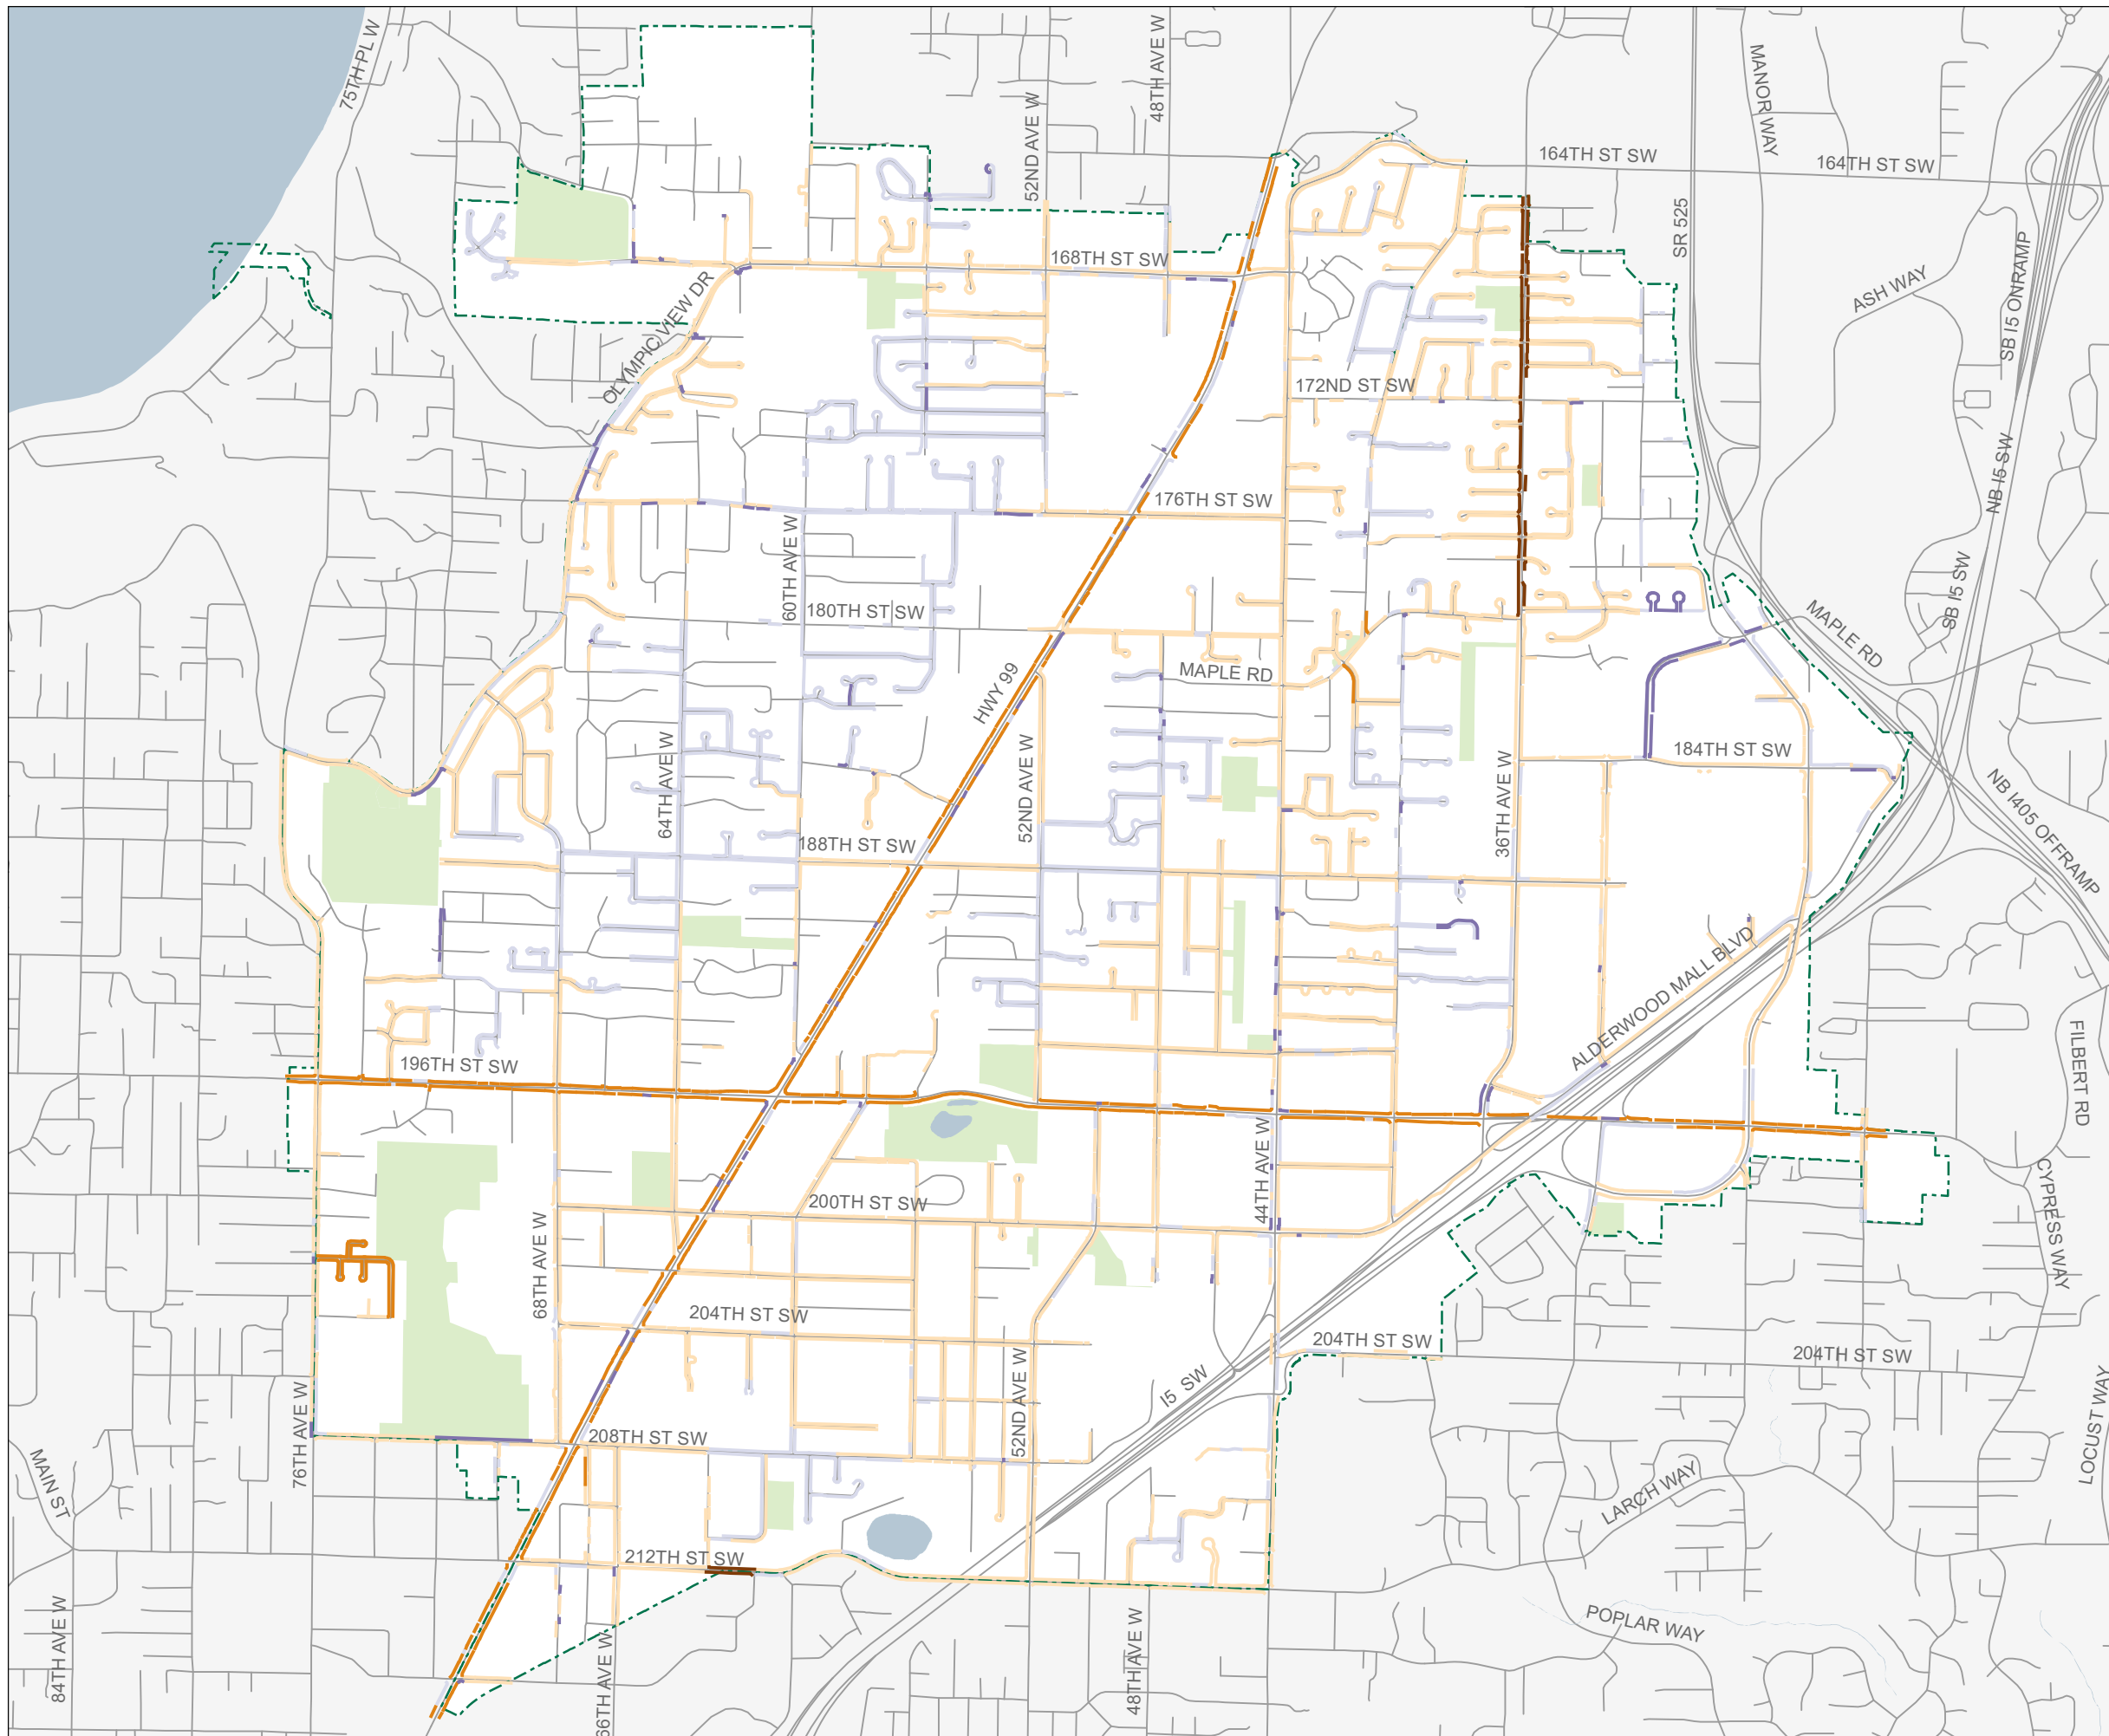 75TH PL W
52ND AVE W
48TH AVE W
MANOR WAY
164TH ST SW
164TH ST SW
SR 525
168TH ST SW
ASH WAY
SB I5 ONRAMP
OLYMPIC VIEW DR
172ND ST SW
NB I5 SW
176TH ST SW
60TH AVE W
180TH ST SW
SB I5 SW
MAPLE RD
MAPLE RD
HWY 99
184TH ST SW
64TH AVE W
52ND AVE W
36TH AVE W
NB I405 OFFRAMP
188TH ST SW
ALDERWOOD MALL BLVD
FILBERT RD
196TH ST SW
44TH AVE W
CYPRESS WAY
200TH ST SW
68TH AVE W
204TH ST SW
204TH ST SW
204TH ST SW
I5 SW
52ND AVE W
76TH AVE W
LOCUST WAY
208TH ST SW
MAIN ST
LARCH WAY
212TH ST SW
84TH AVE W
66TH AVE W
48TH AVE W
POPLAR WAY